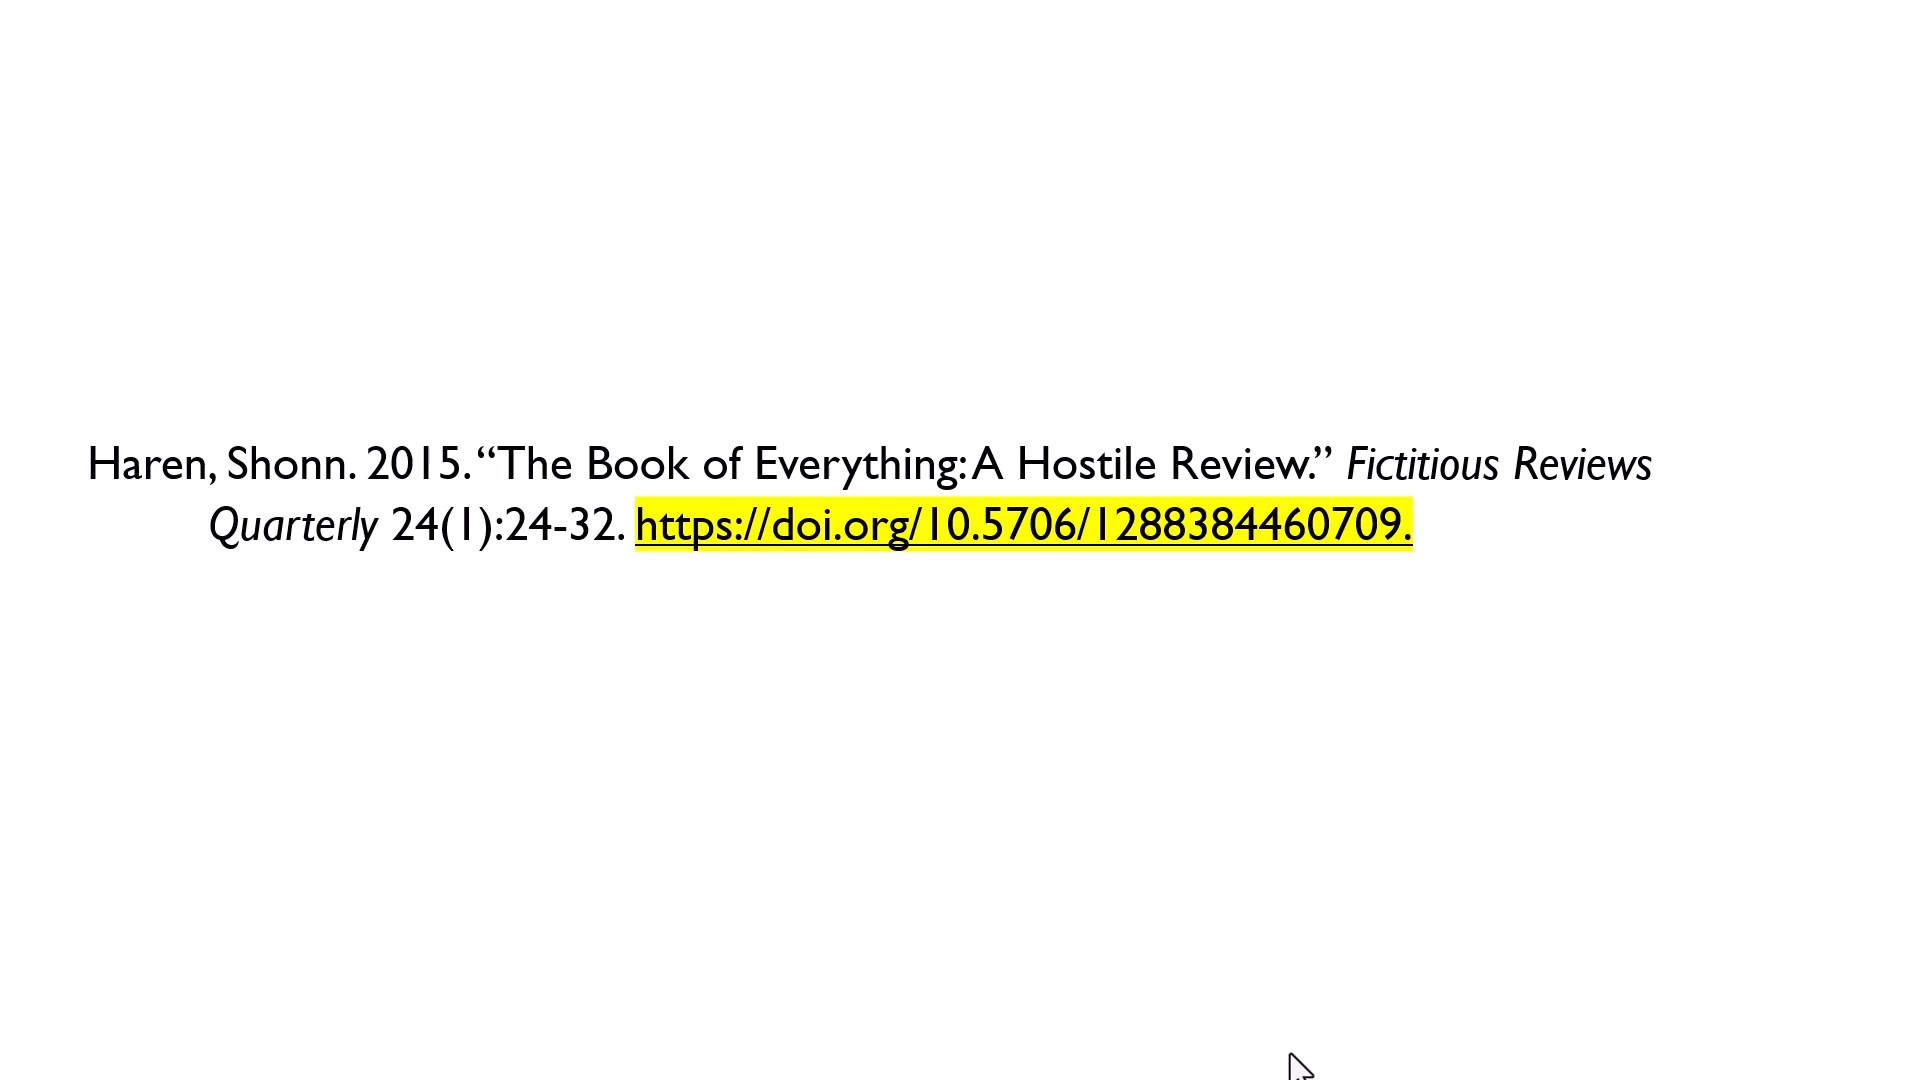 Haren, Shonn. 2015. “The Book of Everything: A Hostile Review.” Fictitious Reviews
Quarterly 24(1):24-32. https://doi.org/10.5706/1288384460709.